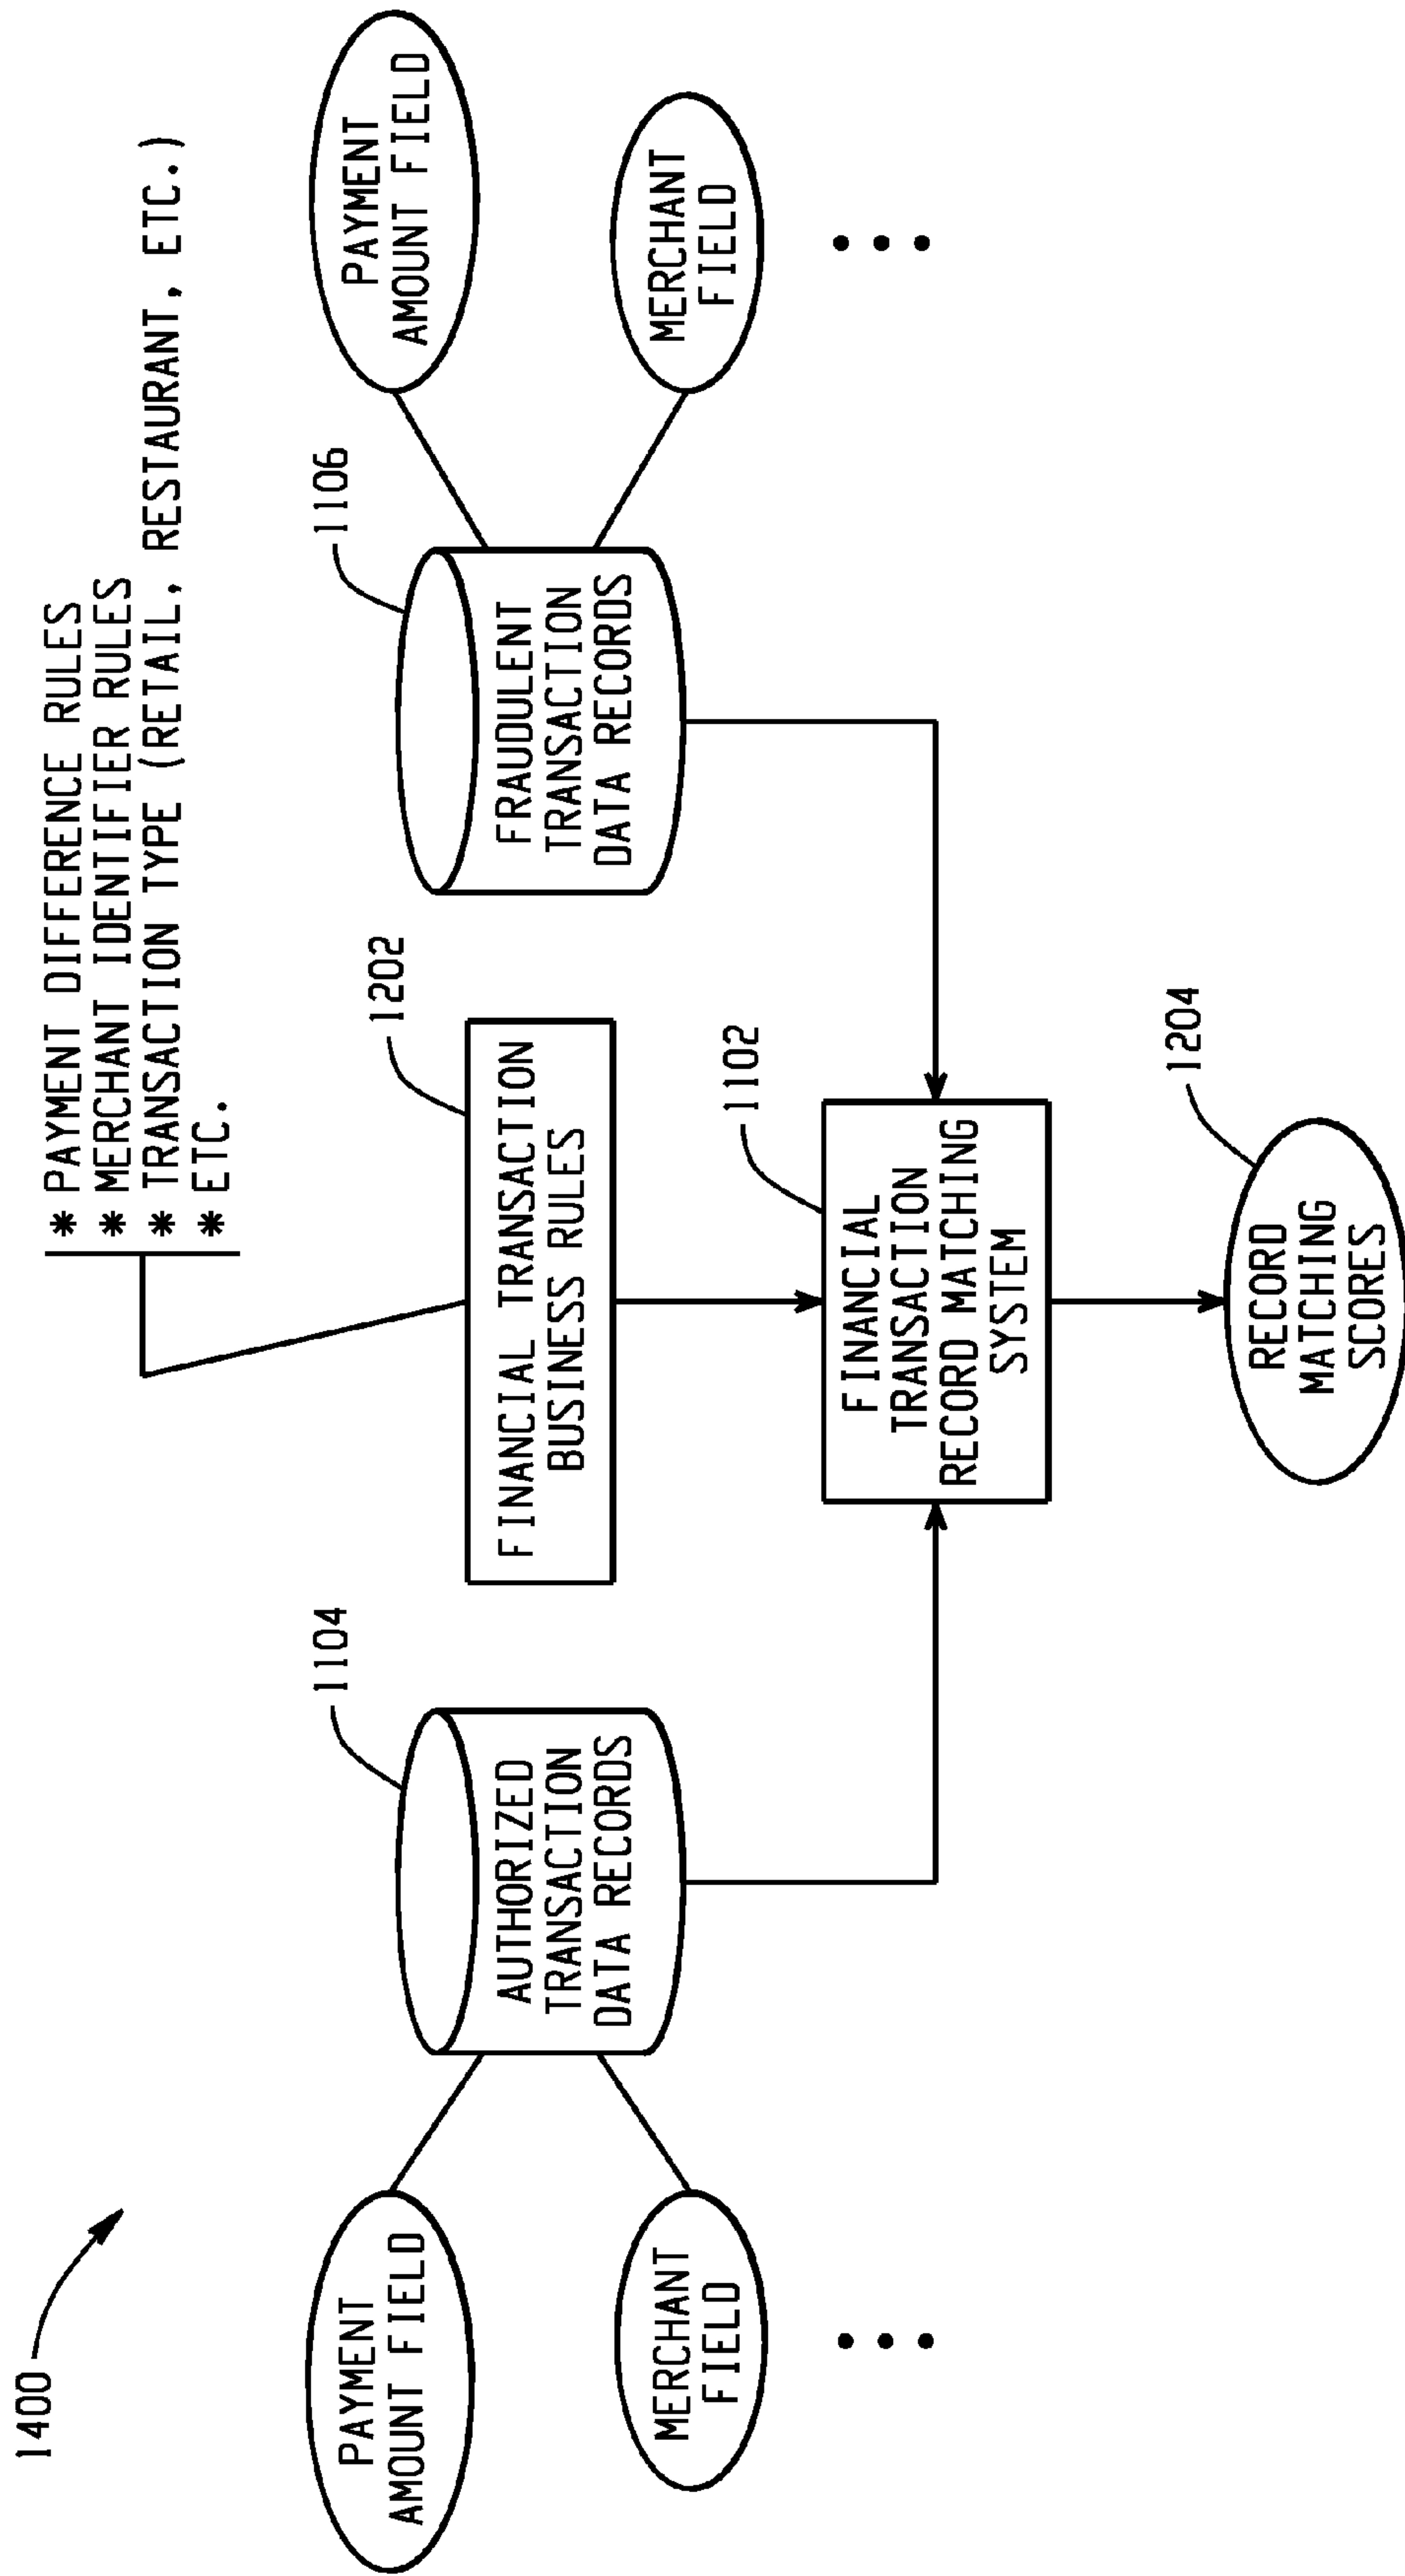 1400
* PAYMENT DIFFERENCE RULES
* MERCHANT IDENTIFIER RULES
* TRANSACTION TYPE (RETAIL, RESTAURANT, ETC.)
* ETC.
PAYMENT
AMOUNT FIELD
MERCHANT
FIELD
1104
AUTHORIZED
TRANSACTION
DATA RECORDS
1202
FINANCIAL TRANSACTION
BUSINESS RULES
1106
FRAUDULENT
TRANSACTION
DATA RECORDS
PAYMENT
AMOUNT FIELD
MERCHANT
FIELD
1102
FINANCIAL
TRANSACTION
RECORD MATCHING
SYSTEM
1204
RECORD
MATCHING
SCORES